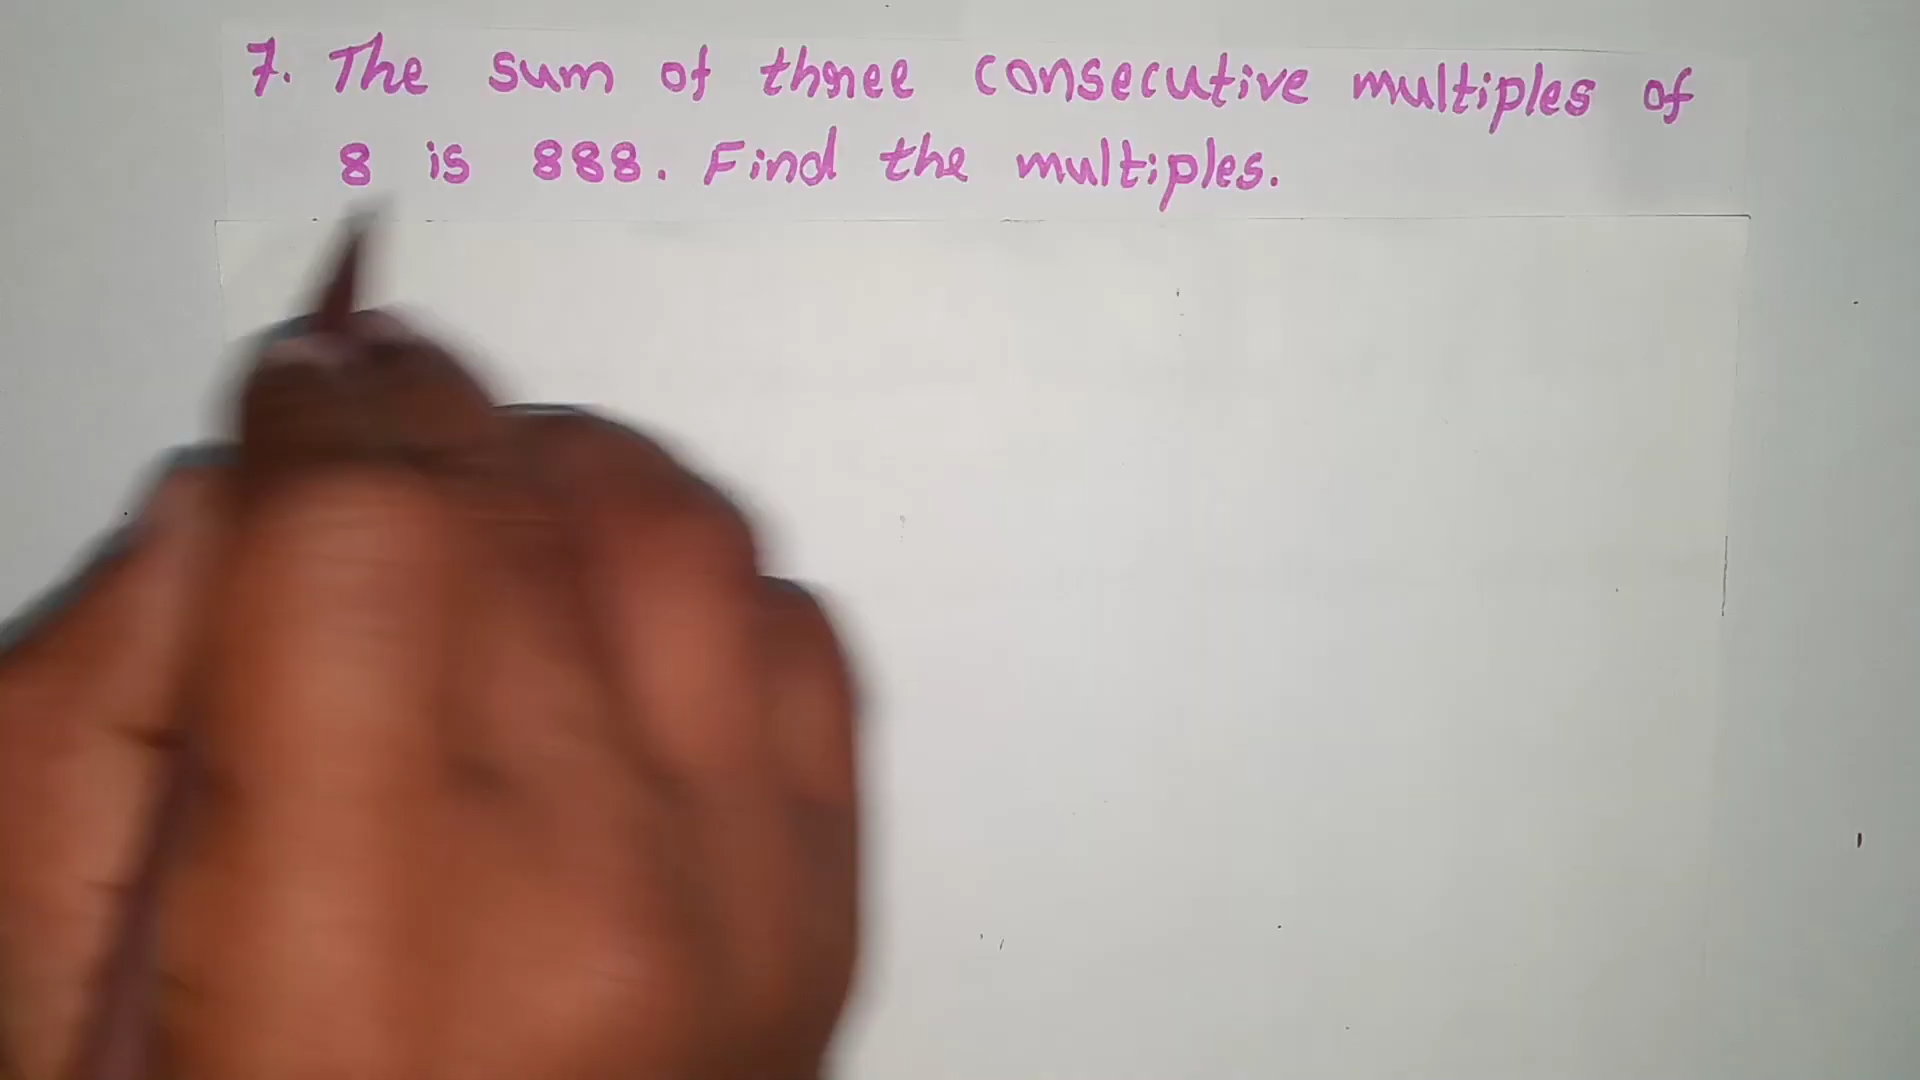 7. The sum of three consecutive multiples of
8 is 888. Find the multiples.